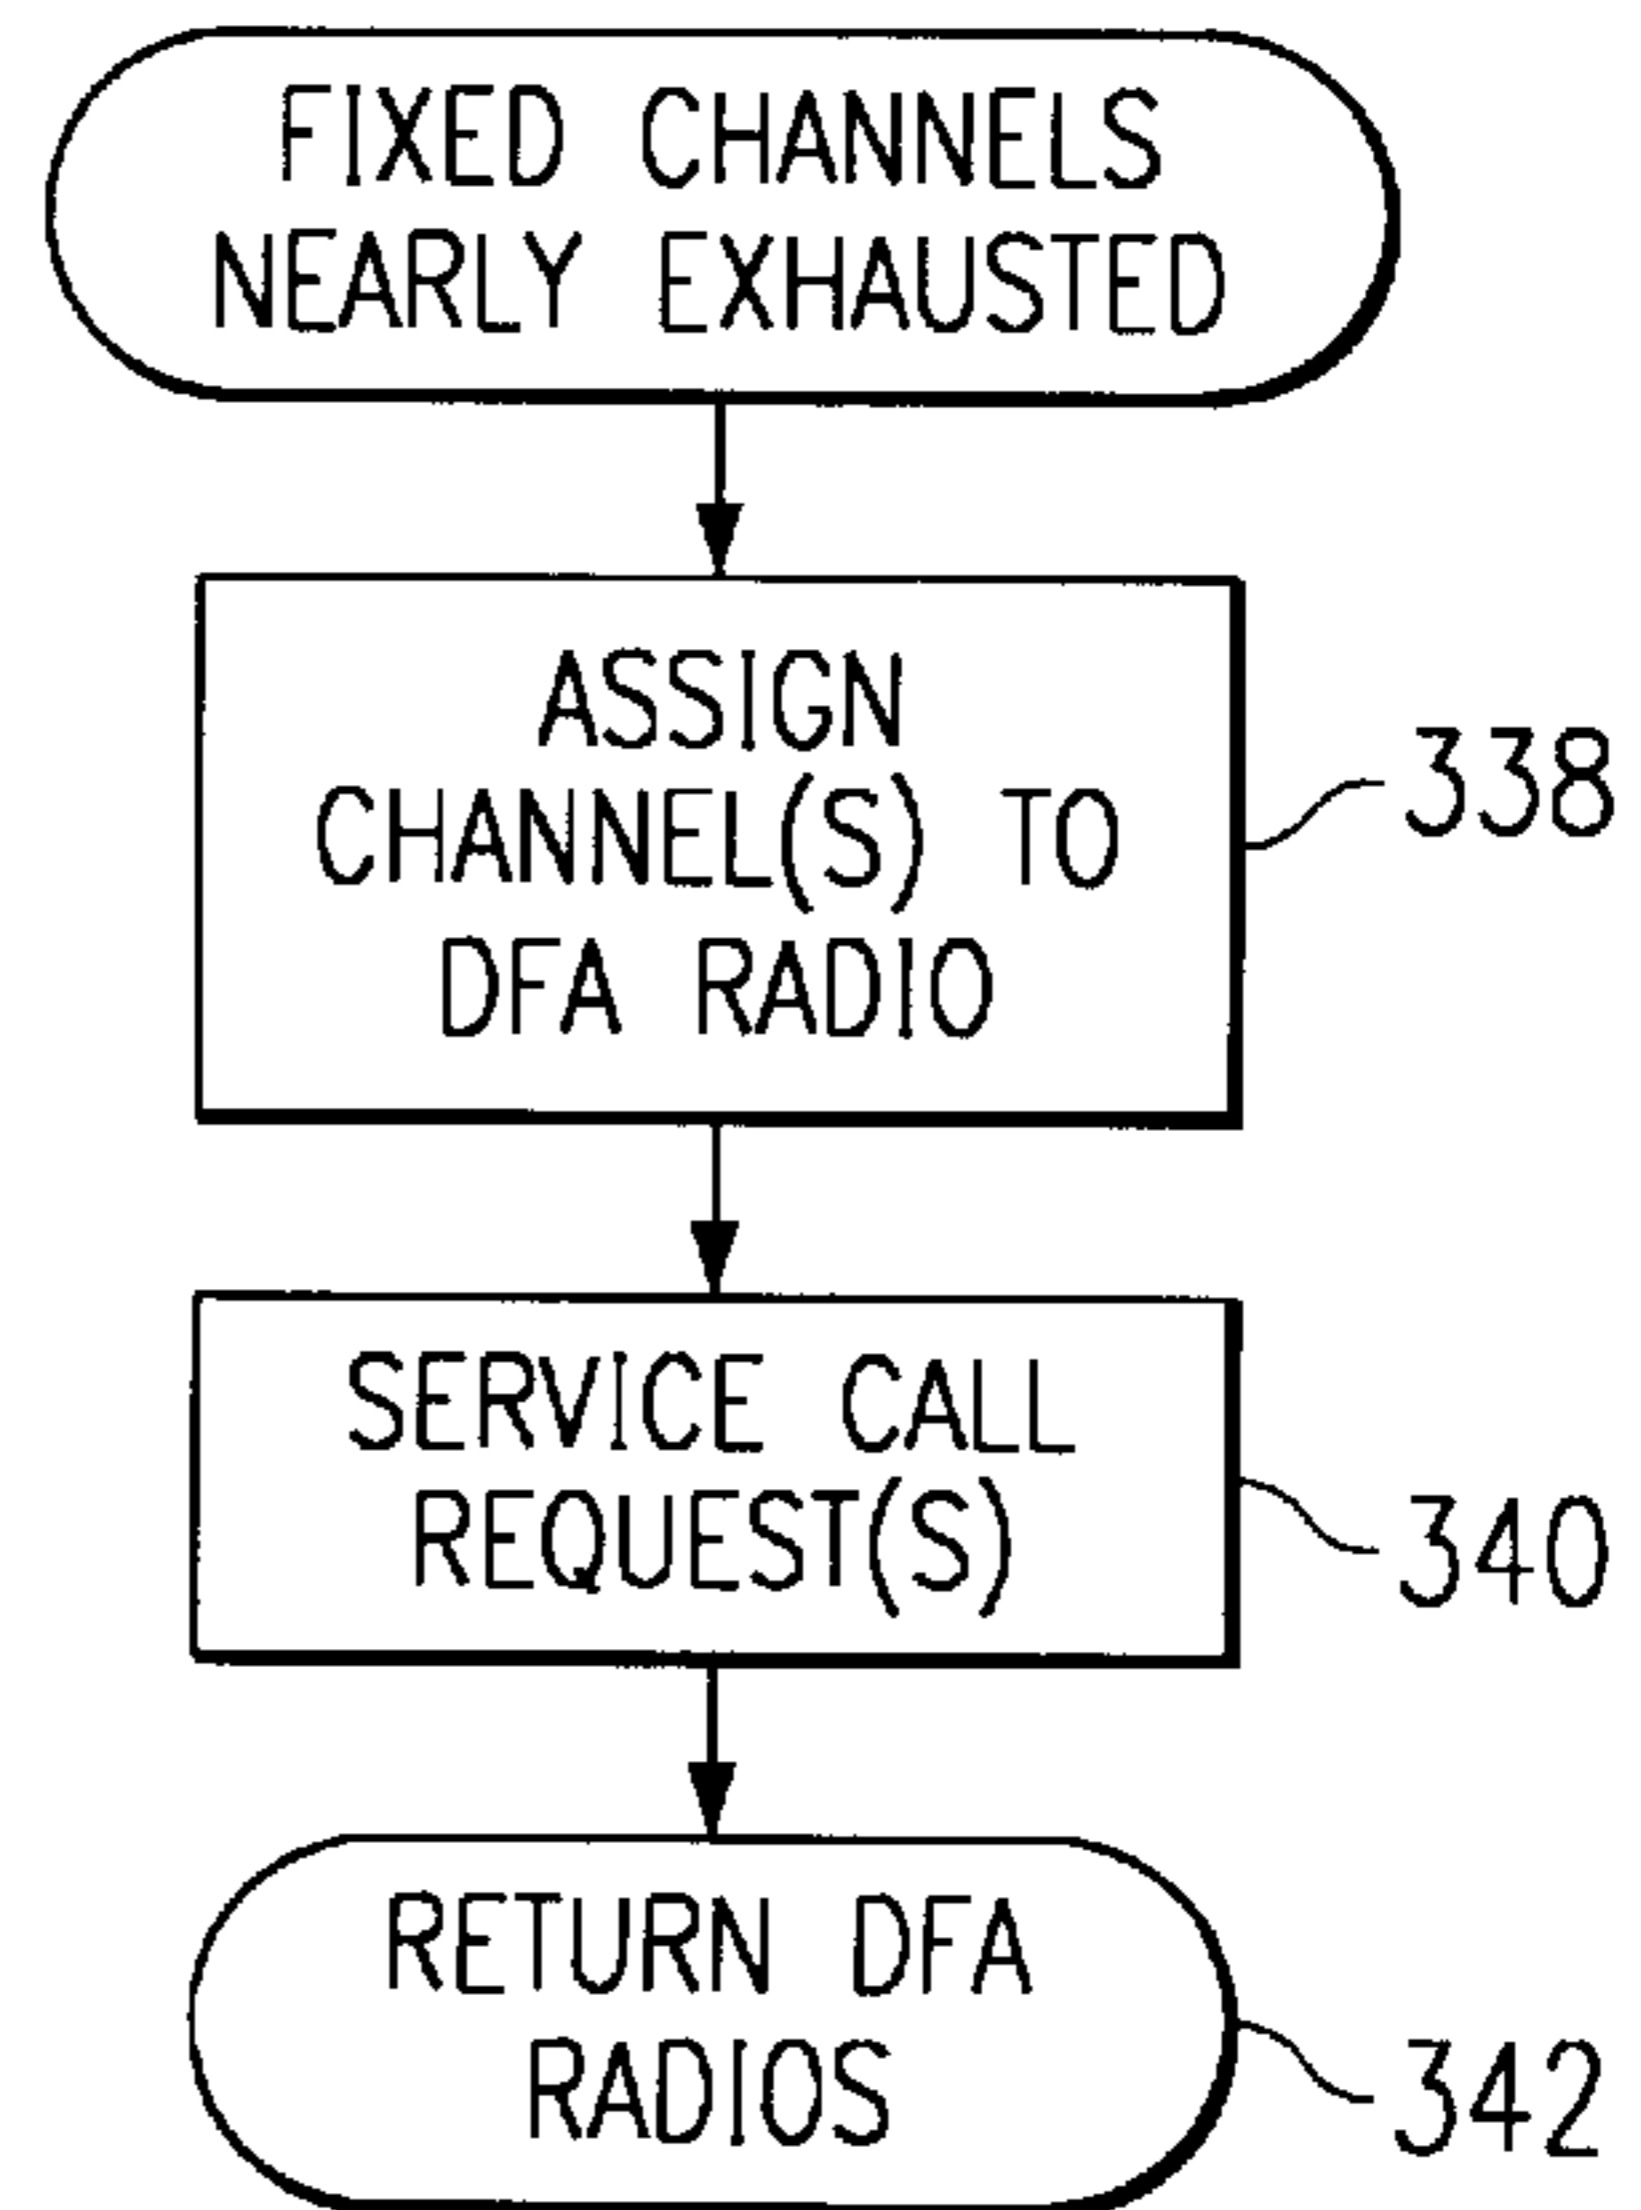 FIXED CHANNELS
NEARLY EXHAUSTED
ASSIGN
CHANNEL(S) TO
DFA RADIO
338
SERVICE CALL
REQUEST(S)
340
RETURN DFA
RADIOS
342